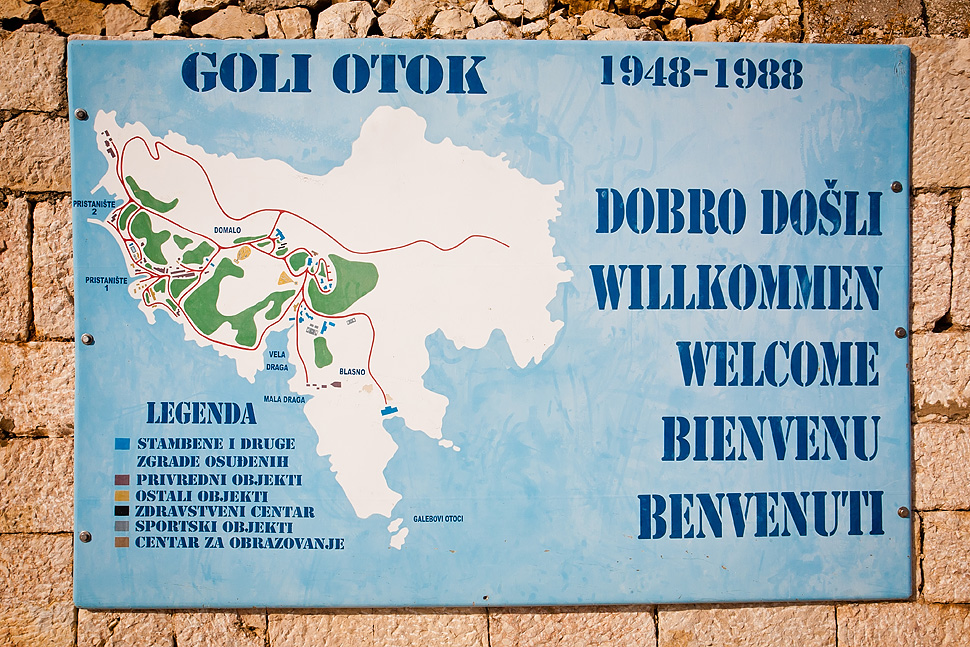 GOLI OTOK
1948-1988
PRISTANIŠTE
2
DOMALO
PRISTANIŠTE
1
VELA
DRAGA
BLASNO
MALA DRAGA
GALEBOVI OTOCI
LEGENDA
STAMBENE I DRUGE
ZGRADE OSUĐENIH
PRIVREDNI OBJEKTI
OSTALI OBJEKTI
ZDRAVSTVENI CENTAR
SPORTSKI OBJEKTI
CENTAR ZA OBRAZOVANJE
DOBRO DOŠLI
WILLKOMMEN
WELCOME
BIENVENU
BENVENUTI